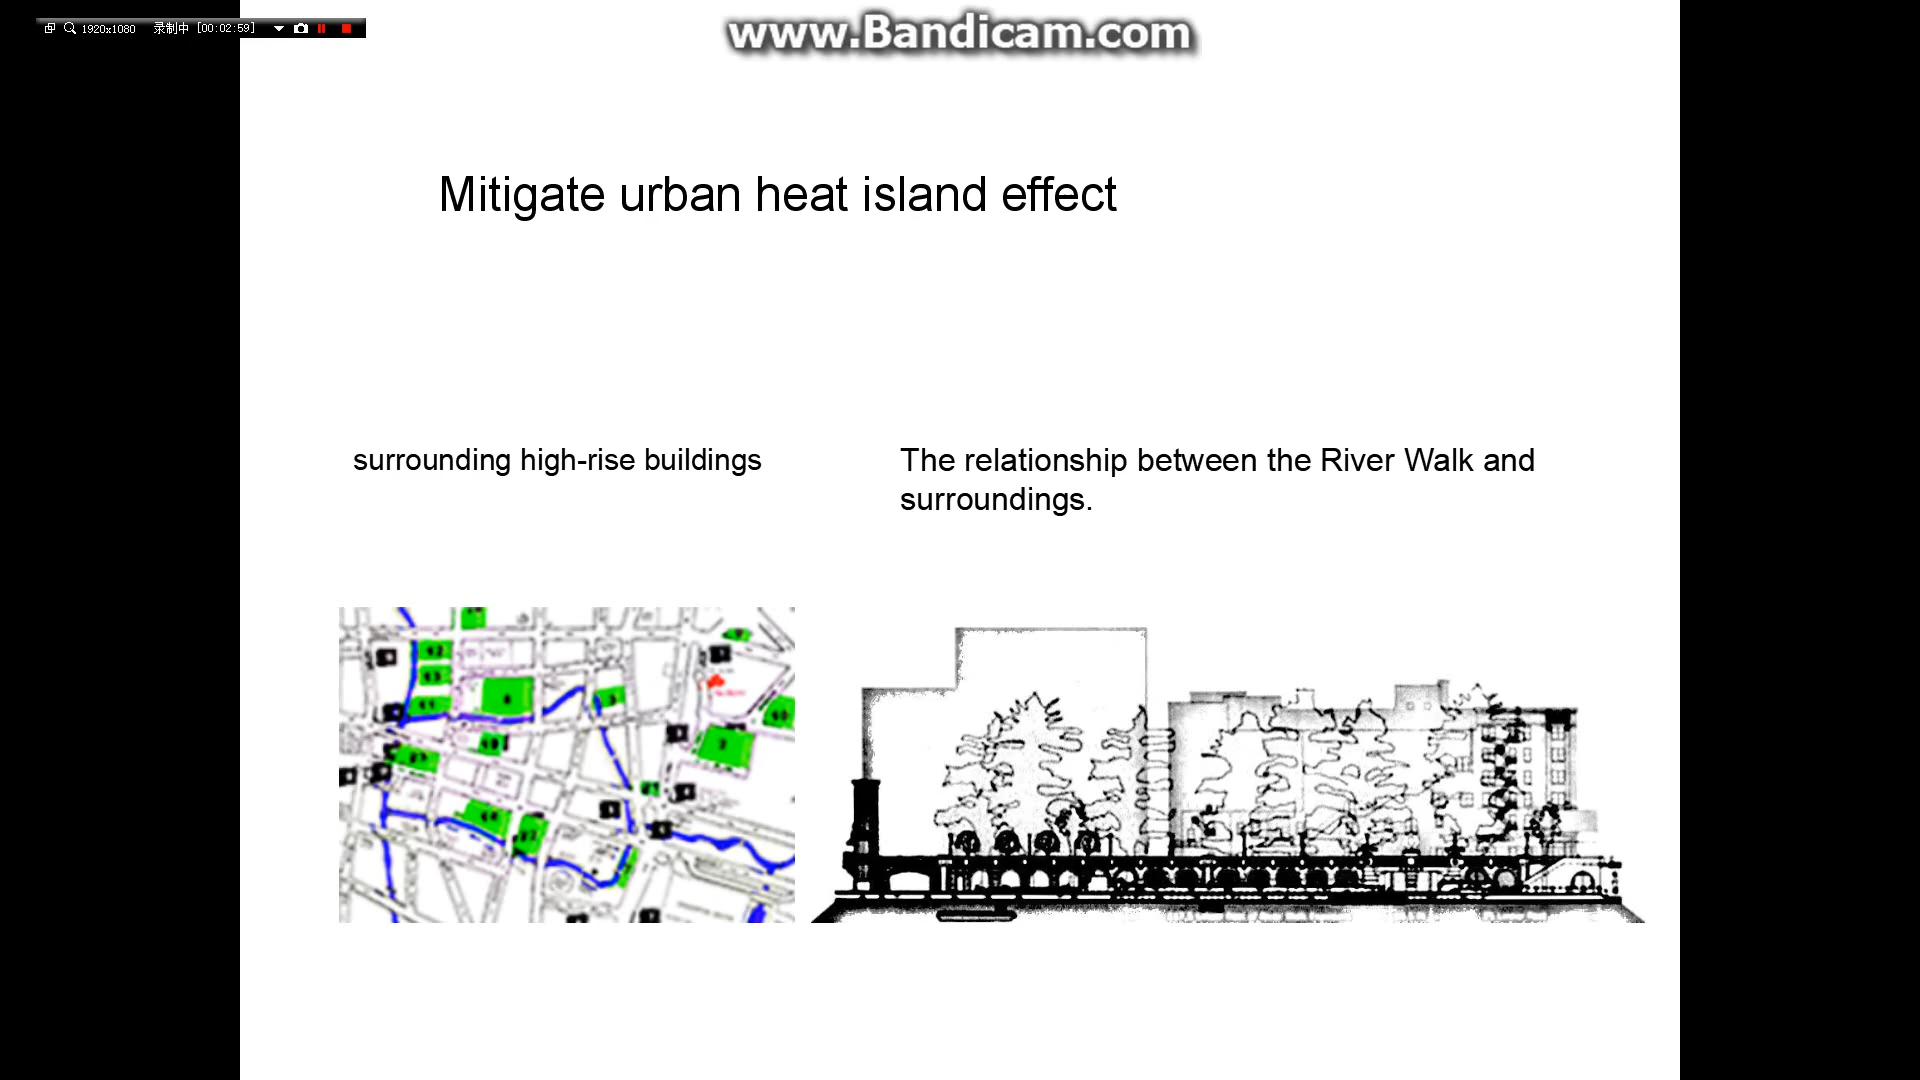 1920x1080 录制中 [00:02:59]
www.Bandicam.com
Mitigate urban heat island effect
surrounding high-rise buildings
The relationship between the River Walk and
surroundings.